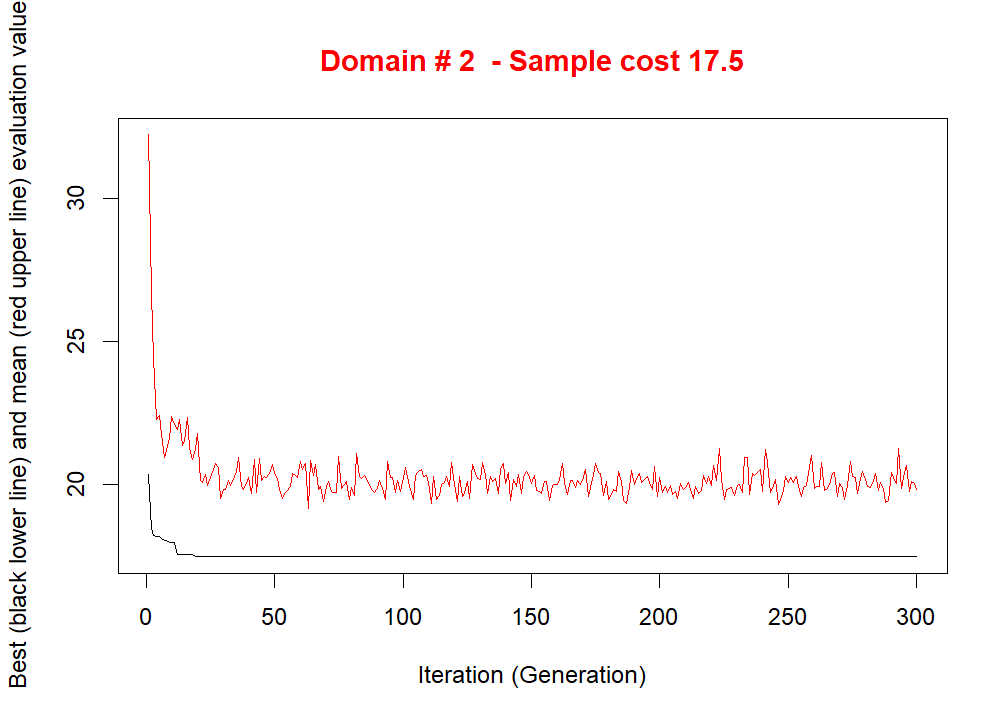 Domain # 2  - Sample cost 17.5
Best (black lower line) and mean (red upper line) evaluation value
30
25
20
0 50 100 150 200 250 300
Iteration (Generation)